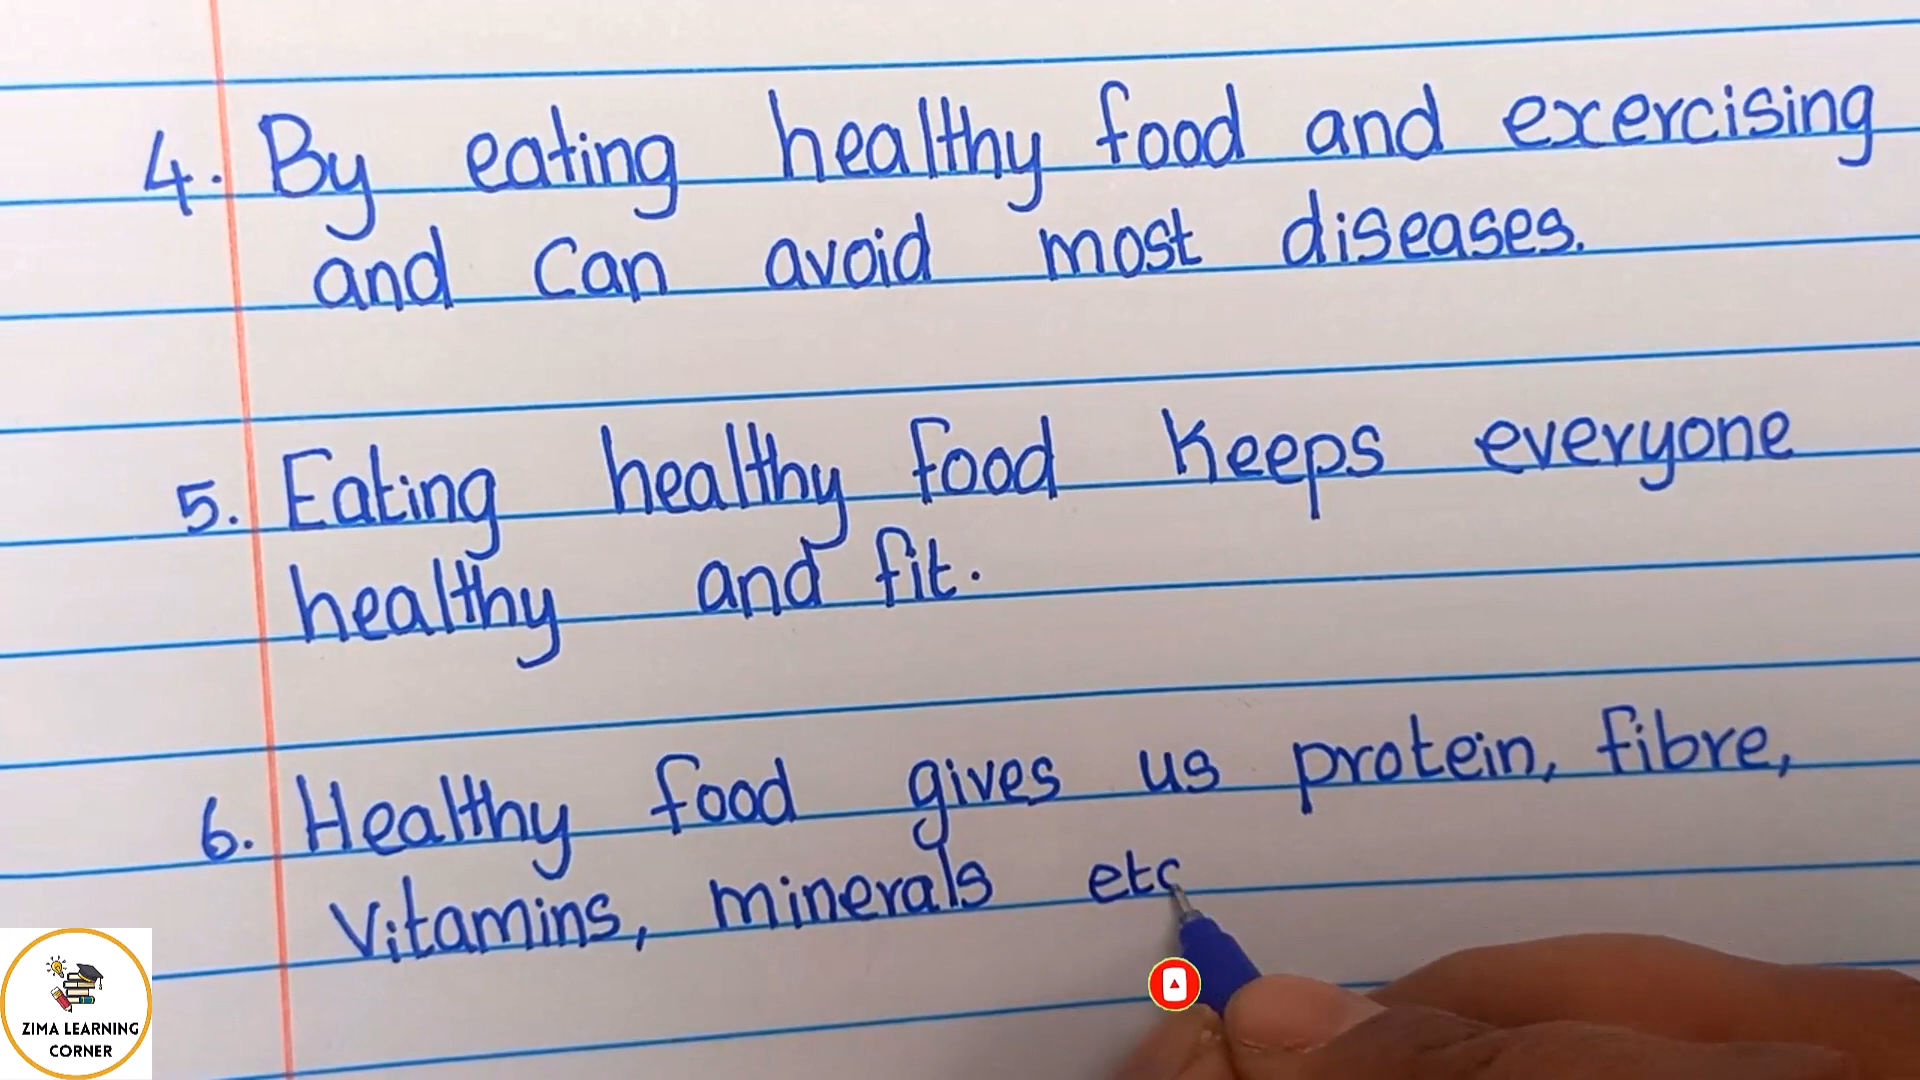 4. By eating healthy food and exercising
and can avoid most diseases.
5. Eating healthy food keeps everyone
healthy and fit.
6. Healthy food gives us protein, fibre,
vitamins, minerals etc
ZIMA LEARNING
CORNER